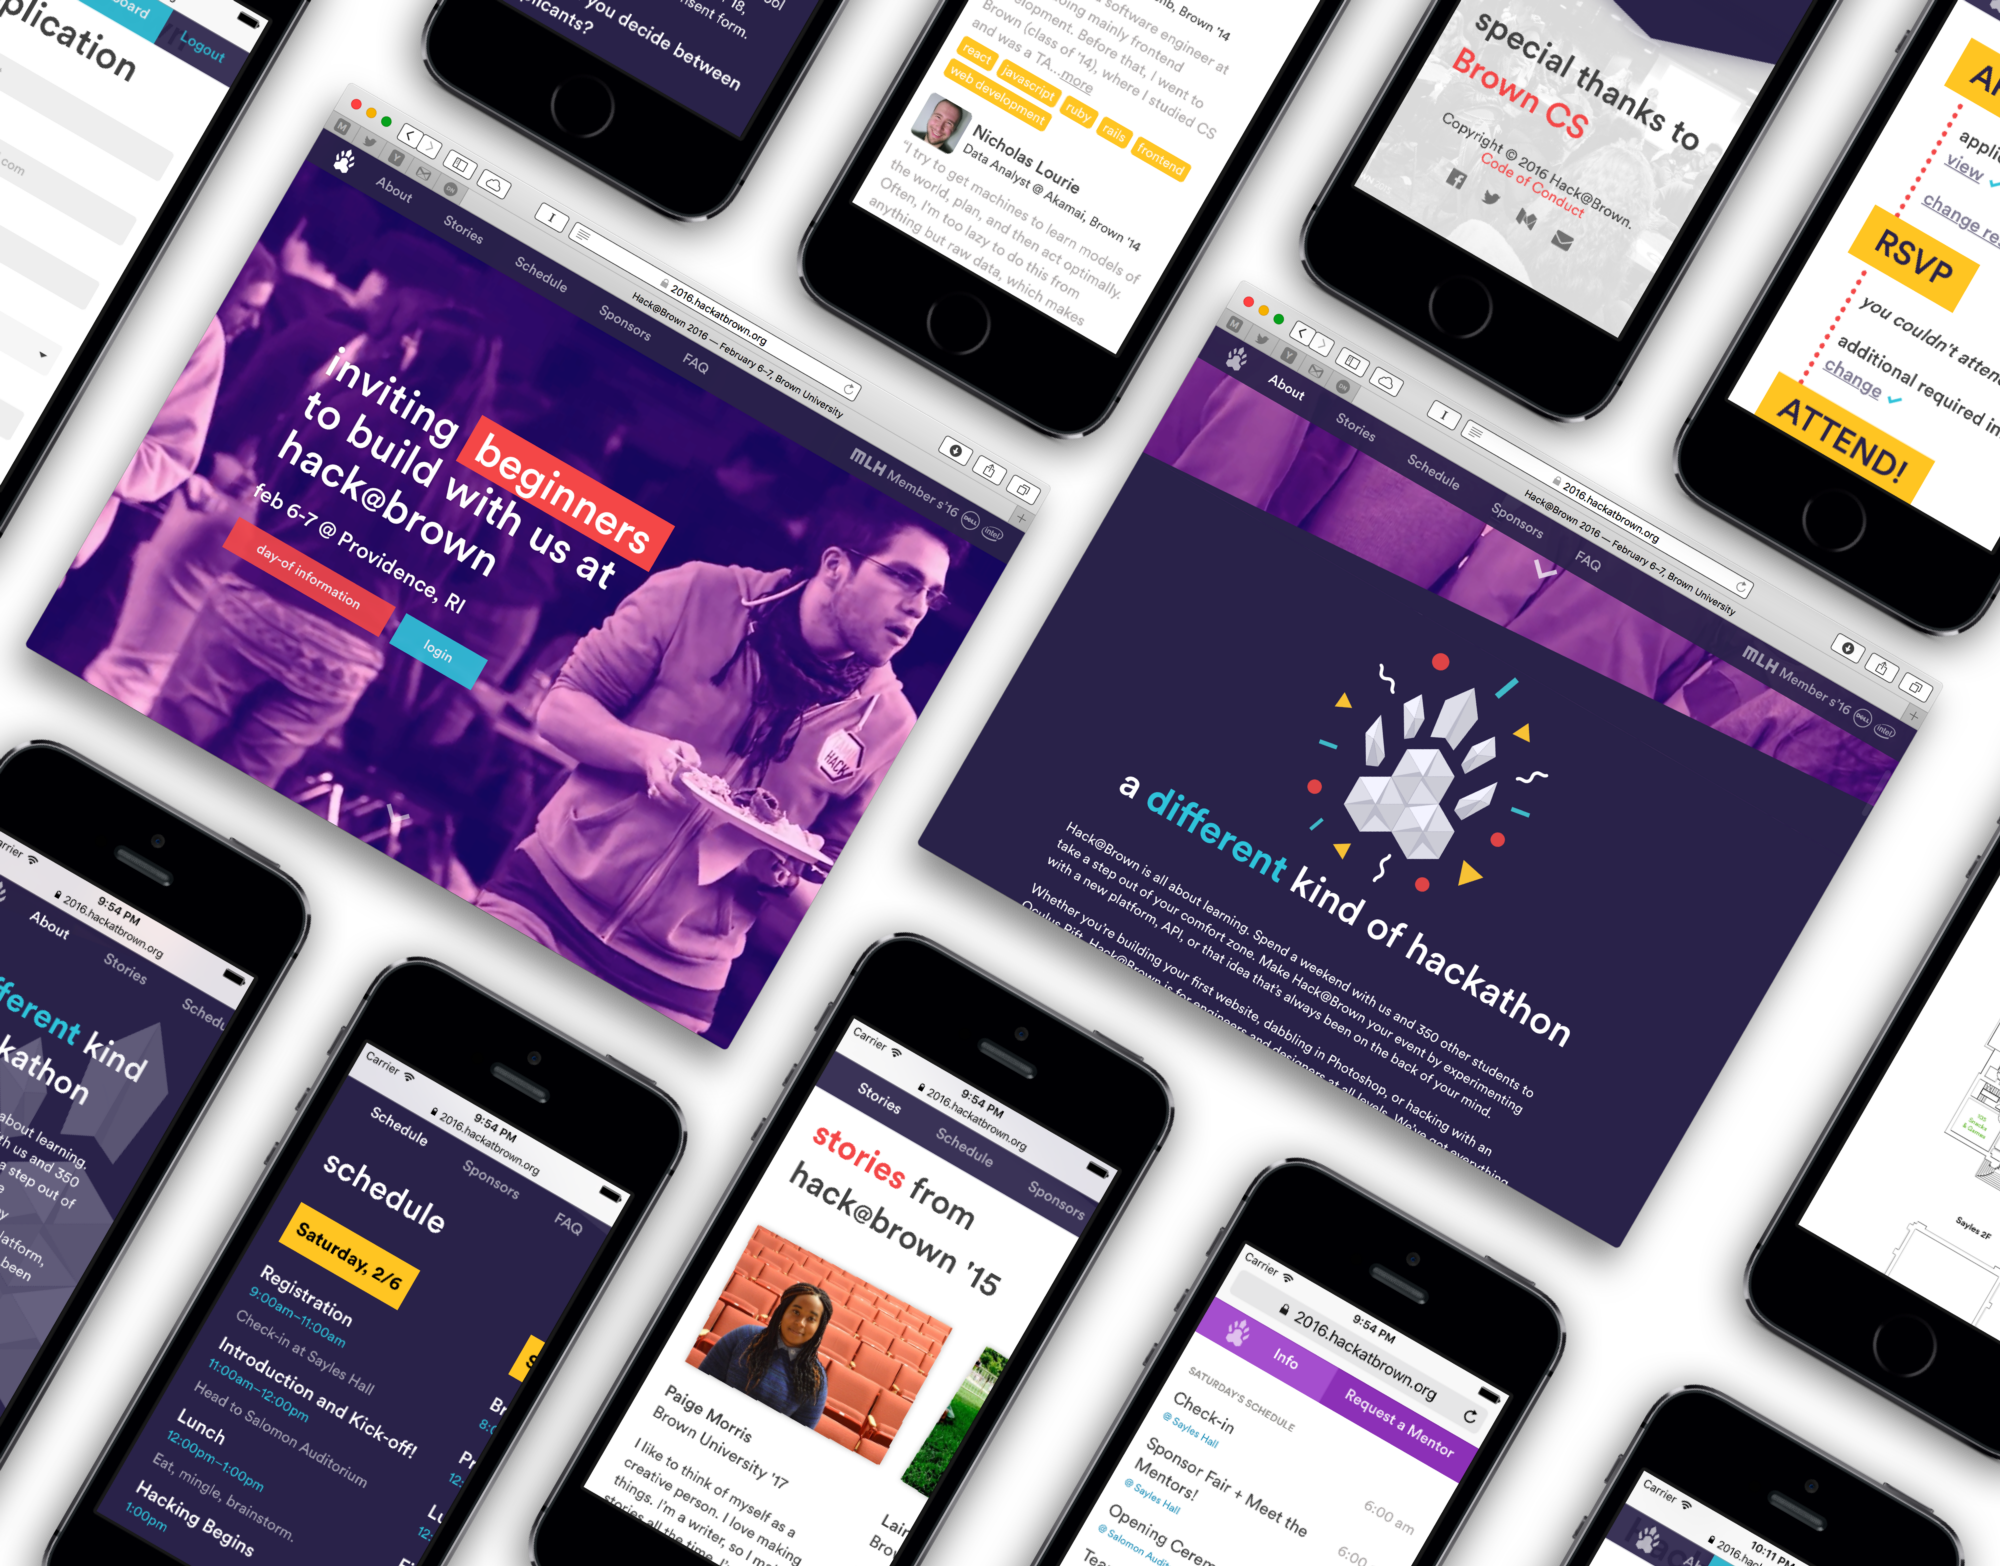 Logout
plication
.com
18,
nsent form.
you decide between
plicants?
Brown '14
software engineer at
doing mainly frontend
development. Before that, I went to
Brown (class of '14), where I studied CS
and was a TA...more
react
javascript
ruby
rails
frontend
web development
Nicholas Lourie
Data Analyst @ Akamai, Brown '14
"I try to get machines to learn models of
the world, plan, and then act optimally.
Often, I'm too lazy to do this from
anything but raw data, which makes
special thanks to
Brown CS
Copyright © 2016 Hack@Brown.
Code of Conduct
view
change
RSVP
you couldn't attend
additional required in
change
ATTEND!
2016.hackatbrown.org
Hack@Brown 2016 — February 6-7, Brown University
About
Stories
Schedule
Sponsors
FAQ
MLH Member s'16
DELL
intel
inviting beginners
to build with us at
hack@brown
feb 6-7 @ Providence, RI
day-of information
login
HACK
2016.hackatbrown.org
Hack@Brown 2016 — February 6-7, Brown University
About
Stories
Schedule
Sponsors
FAQ
MLH Member s'16
DELL
intel
a different kind of hackathon
Hack@Brown is all about learning. Spend a weekend with us and 350 other students to
take a step out of your comfort zone. Make Hack@Brown your event by experimenting
with a new platform, API, or that idea that's always been on the back of your mind.
Whether you're building your first website, dabbling in Photoshop, or hacking with an
Oculus Rift, Hack@Brown is for engineers and designers at all levels. We've got everything
9:54 PM
2016.hackatbrown.org
About
Stories
Schedu
fferent kind
kathon
about learning.
th us and 350
a step out of
latform,
been
Carrier
9:54 PM
2016.hackatbrown.org
Schedule
Sponsors
FAQ
schedule
Saturday, 2/6
Registration
9:00am–11:00am
Check-in at Sayles Hall
Introduction and Kick-off!
11:00am–12:00pm
Head to Salomon Auditorium
Lunch
12:00pm–1:00pm
Eat, mingle, brainstorm.
Hacking Begins
1:00pm
Carrier
9:54 PM
2016.hackatbrown.org
Stories
Schedule
Sponsors
stories from
hack@brown '15
Paige Morris
Brown University '17
I like to think of myself as a
creative person. I love making
things. I'm a writer, so I
stories all the time.
Carrier
9:54 PM
2016.hackatbrown.org
Info
Request a Mentor
SATURDAY'S SCHEDULE
Check-in
@ Sayles Hall
6:00 am
Sponsor Fair + Meet the
Mentors!
@ Sayles Hall
6:00
Opening Cerem
@ Salomon Audit
Tea
Sayles 2F
Snacks
& Games
Carrier
10:11 PM
2016.hac